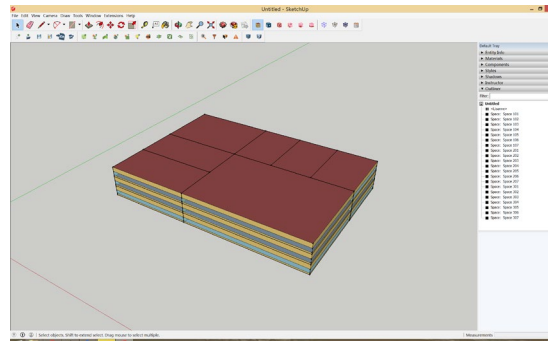 Untitled - SketchUp
File Edit View Camera Draw Tools Window Extensions Help
Default Tray
Entity Info
Materials
Components
Styles
Shadows
Instructor
Outliner
Filter:
Untitled
Space: Space 101
Space: Space 102
Space: Space 103
Space: Space 104
Space: Space 105
Space: Space 106
Space: Space 107
Space: Space 201
Space: Space 202
Space: Space 203
Space: Space 204
Space: Space 205
Space: Space 206
Space: Space 207
Space: Space 301
Space: Space 302
Space: Space 303
Space: Space 304
Space: Space 305
Space: Space 306
Space: Space 307
Select objects. Shift to extend select. Drag mouse to select multiple.
Measurements